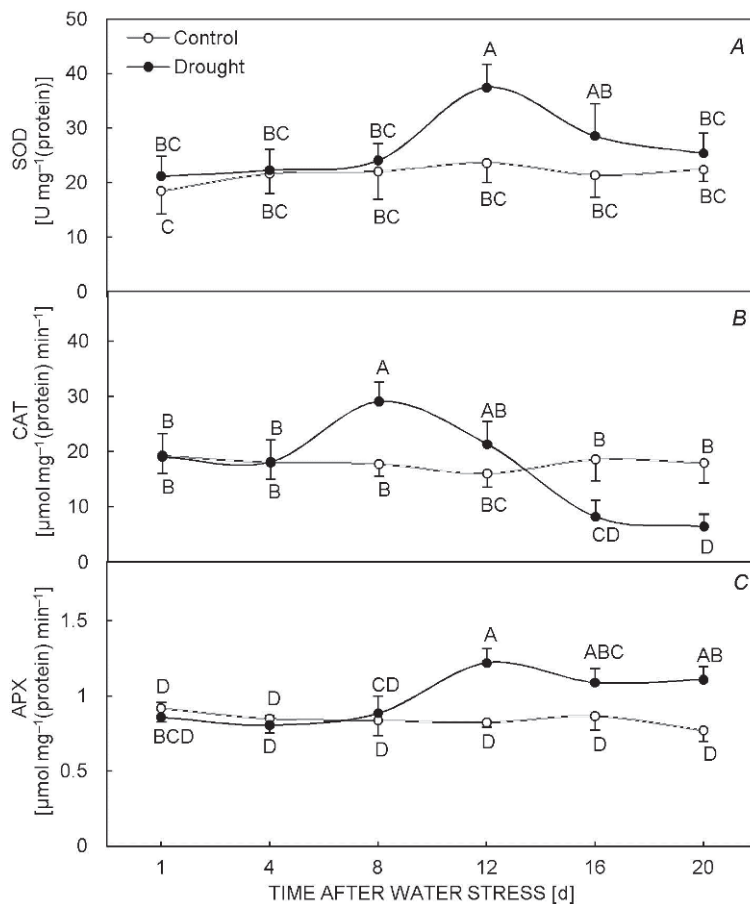 50
Control
Drought
A
A
40
AB
SOD
[U mg⁻¹(protein)]
30
BC
BC
BC
BC
20
C
BC
BC
BC
BC
BC
10
0
B
40
A
CAT
[µmol mg⁻¹(protein) min⁻¹]
30
B
B
AB
B
B
20
B
B
B
BC
10
CD
D
0
C
1.5
A
ABC
AB
APX
[µmol mg⁻¹(protein) min⁻¹]
D
D
CD
1
BCD
D
D
D
D
D
0.5
0
1 4 8 12 16 20
TIME AFTER WATER STRESS [d]